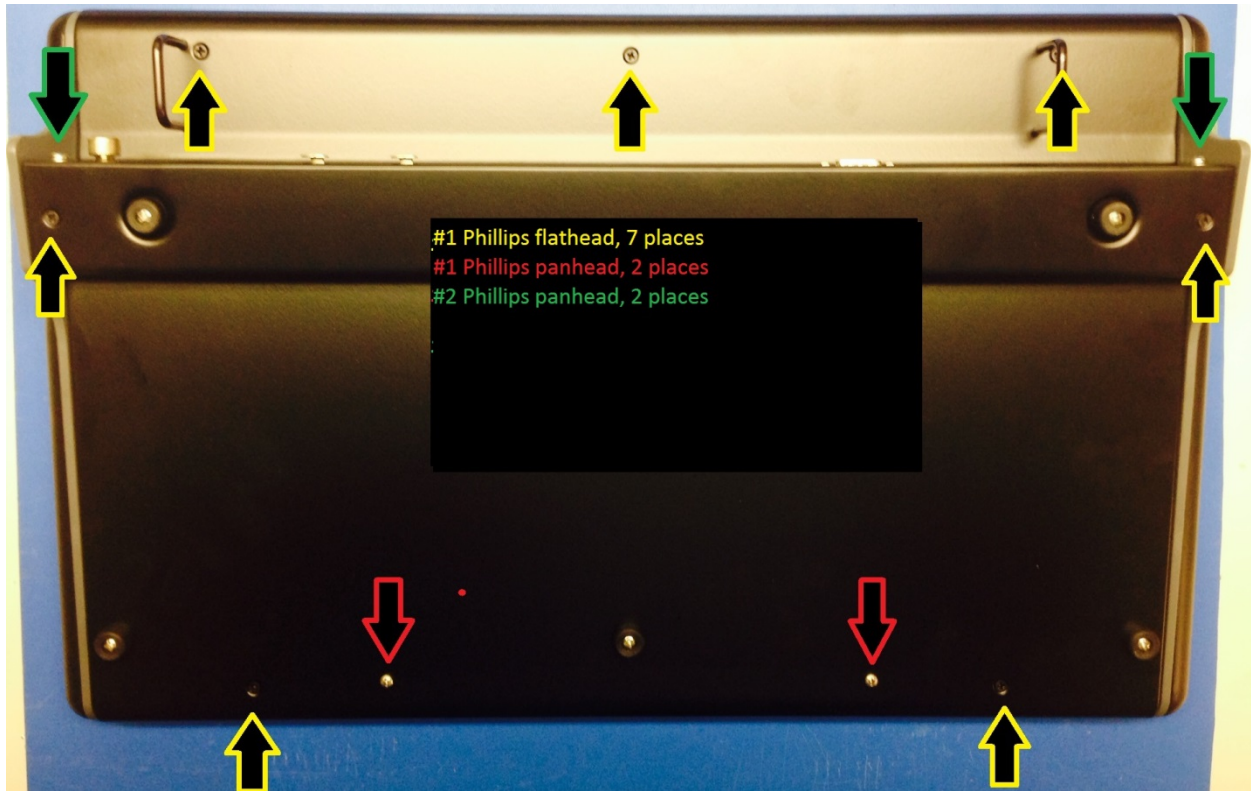 #1 Phillips flathead, 7 places
#1 Phillips panhead, 2 places
#2 Phillips panhead, 2 places